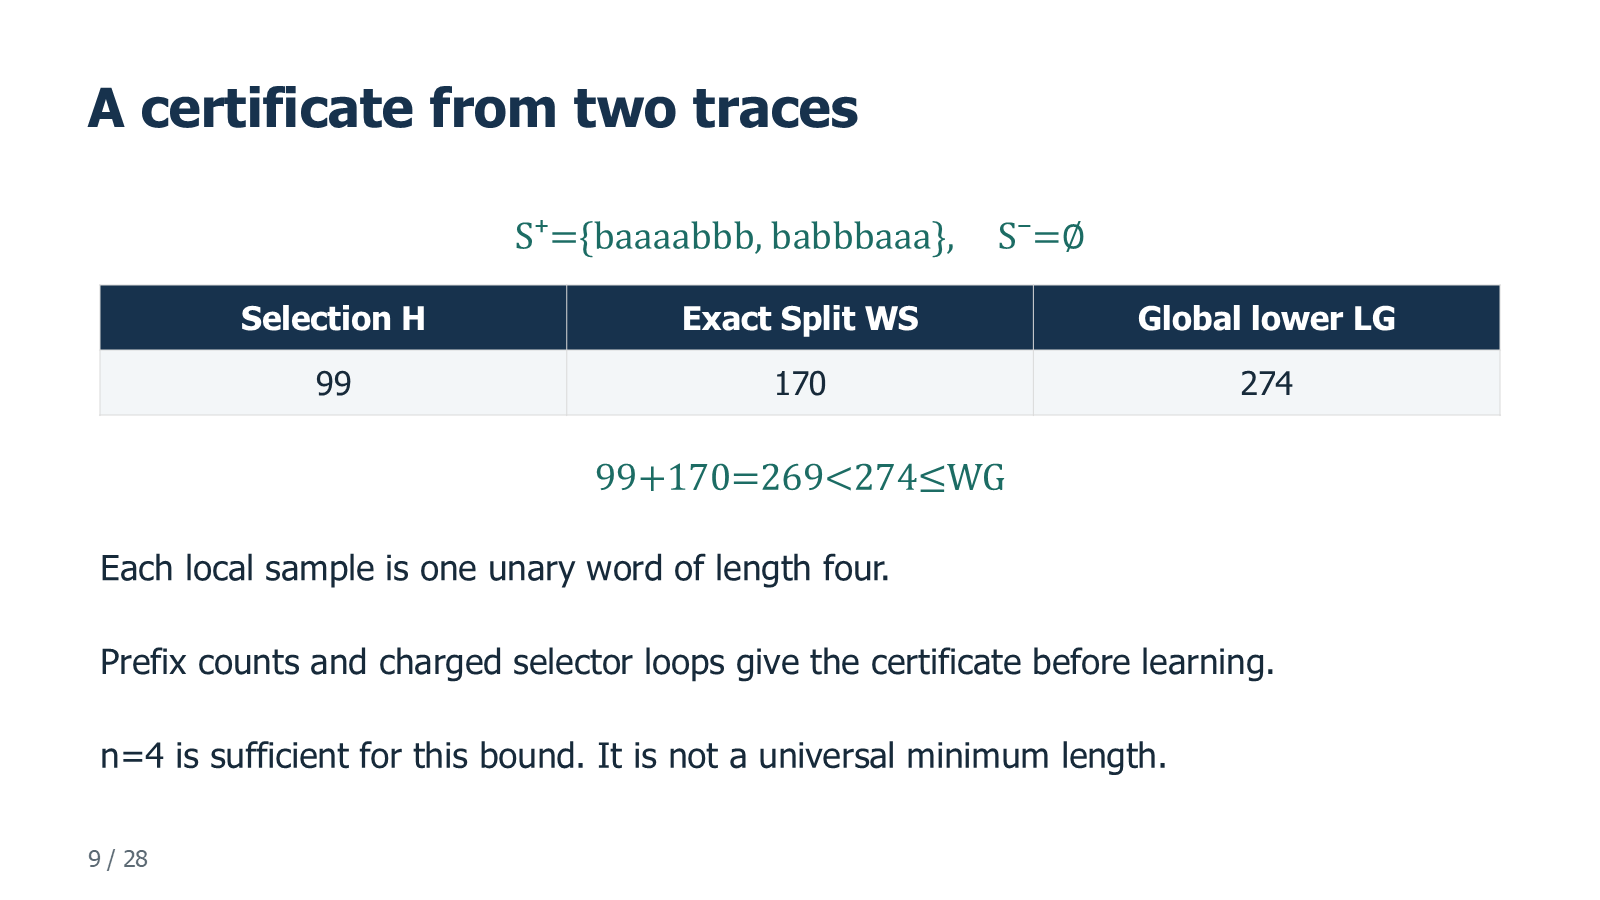 A certificate from two traces
S⁺={baaaabbb, babbbaaa}, S⁻=∅
Selection H Exact Split WS Global lower LG
99 170 274
99+170=269<274≤WG
Each local sample is one unary word of length four.
Prefix counts and charged selector loops give the certificate before learning.
n=4 is sufficient for this bound. It is not a universal minimum length.
9 / 28